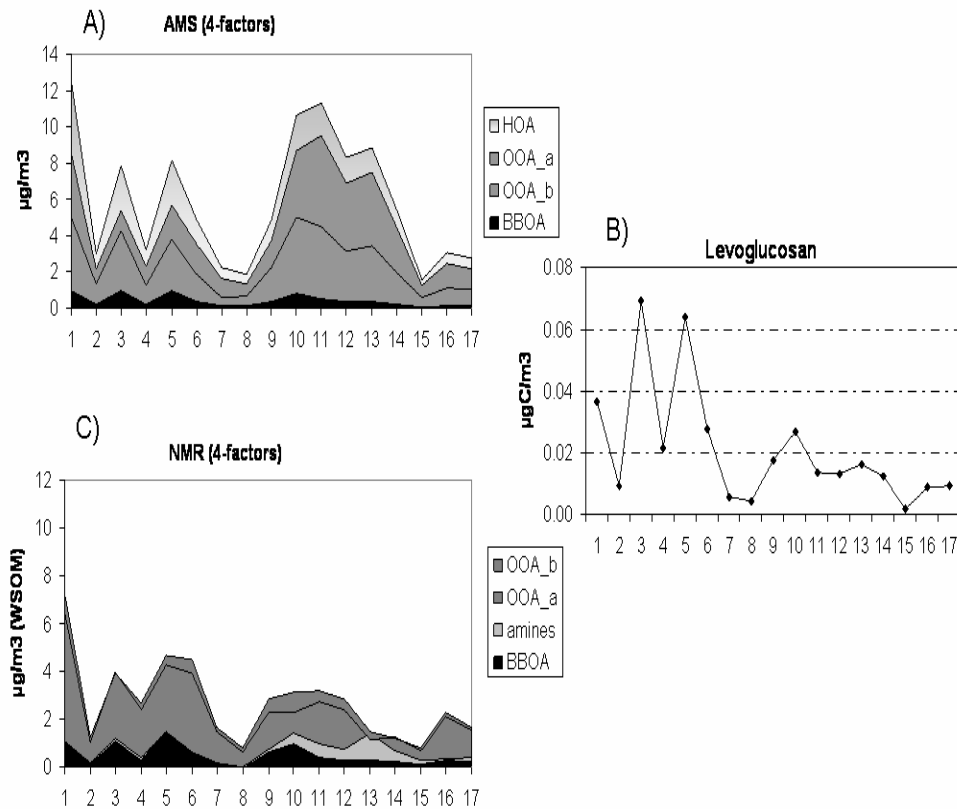 A)
AMS (4-factors)
µg/m3
14
12
10
8
6
4
2
0
1 2 3 4 5 6 7 8 9 10 11 12 13 14 15 16 17
HOA
OOA_a
OOA_b
BBOA
B)
Levoglucosan
µgC/m3
0.08
0.06
0.04
0.02
0.00
1 2 3 4 5 6 7 8 9 10 11 12 13 14 15 16 17
C)
NMR (4-factors)
µg/m3 (WSOM)
12
10
8
6
4
2
0
1 2 3 4 5 6 7 8 9 10 11 12 13 14 15 16 17
OOA_b
OOA_a
amines
BBOA